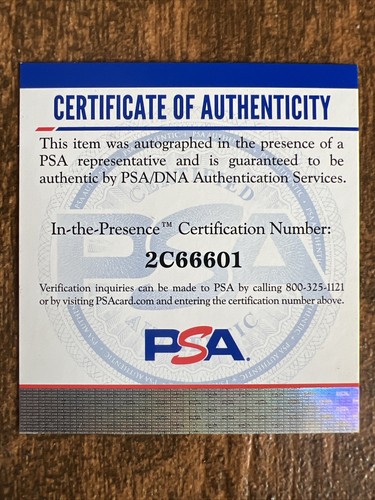 CERTIFICATE OF AUTHENTICITY
This item was autographed in the presence of a
PSA representative and is guaranteed to be
authentic by PSA/DNA Authentication Services.
In-the-Presence™ Certification Number:
2C66601
Verification inquiries can be made to PSA by calling 800-325-1121
or by visiting PSAcard.com and entering the certification number above.
PSA